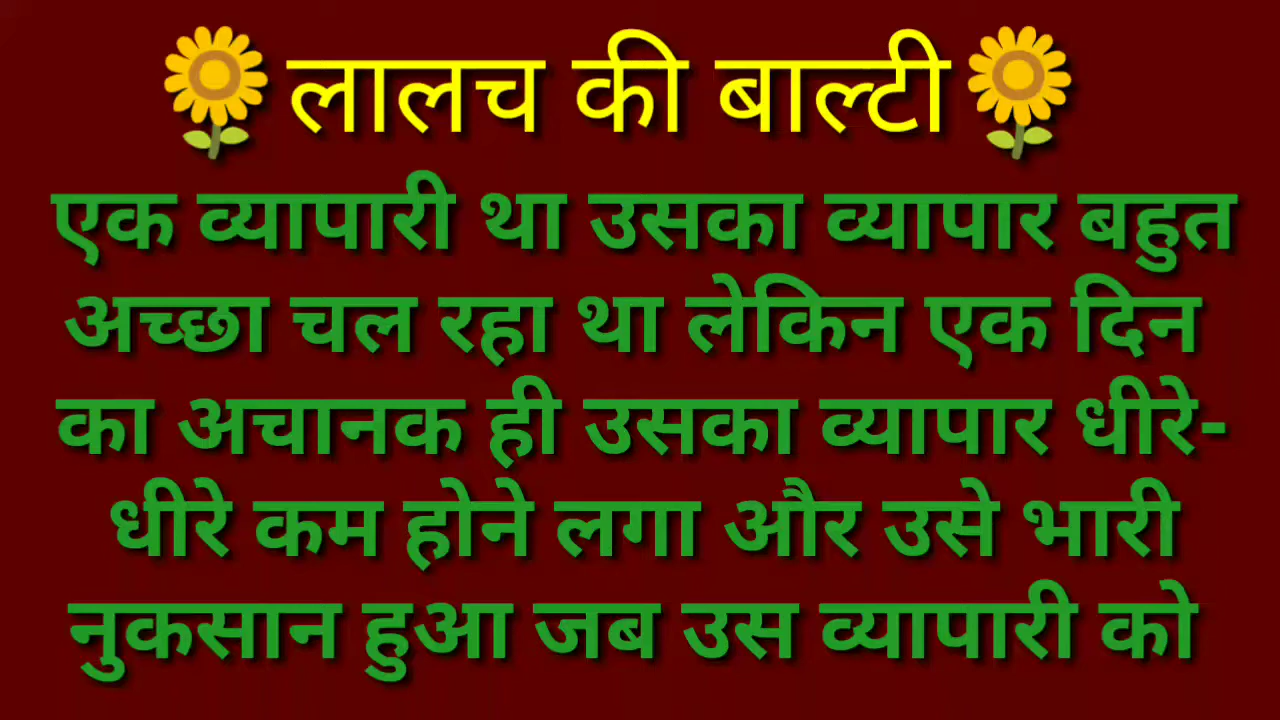 🌻लालच की बाल्टी🌻
एक व्यापारी था उसका व्यापार बहुत
अच्छा चल रहा था लेकिन एक दिन
का अचानक ही उसका व्यापार धीरे-
धीरे कम होने लगा और उसे भारी
नुकसान हुआ जब उस व्यापारी को